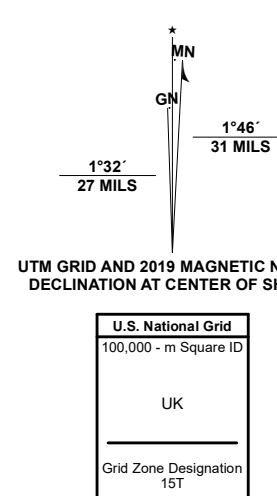 ★
MN
GN
1°46´
31 MILS
1°32´
27 MILS
UTM GRID AND 2019 MAGNETIC
DECLINATION AT CENTER OF
U.S. National Grid
100,000 - m Square ID
UK
Grid Zone Designation
15T